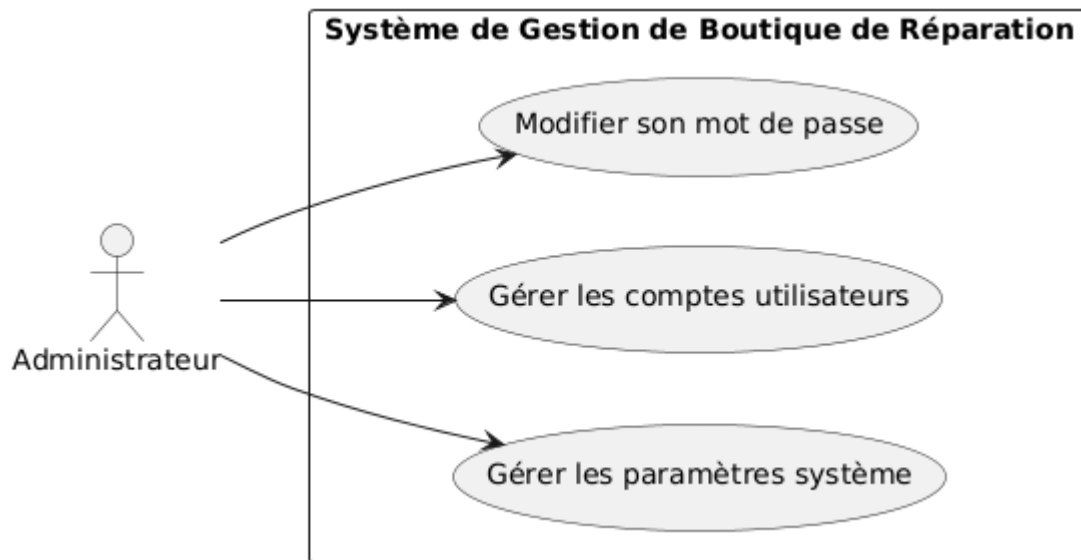 Système de Gestion de Boutique de Réparation
Modifier son mot de passe
Gérer les comptes utilisateurs
Administrateur
Gérer les paramètres système